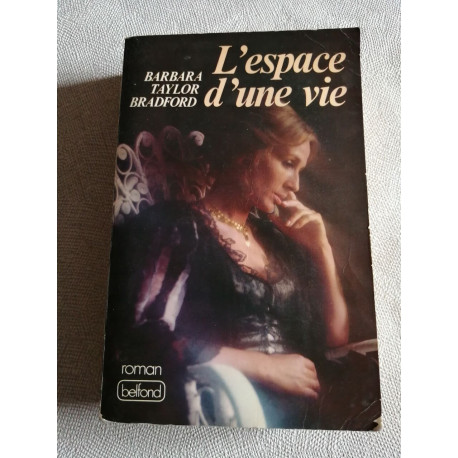 L'espace
d'une vie
BARBARA
TAYLOR
BRADFORD
roman
belfond